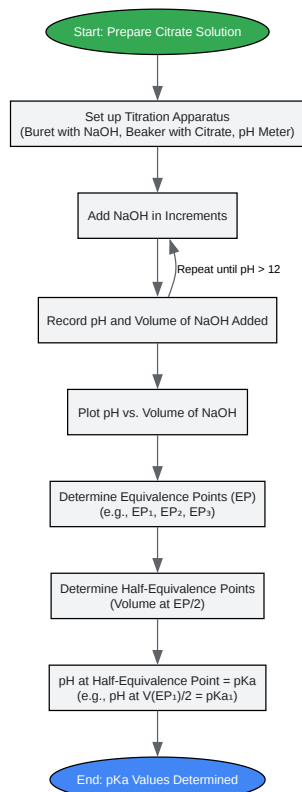 Start: Prepare Citrate Solution
Set up Titration Apparatus
(Buret with NaOH, Beaker with Citrate, pH Meter)
Add NaOH in Increments
Repeat until pH > 12
Record pH and Volume of NaOH Added
Plot pH vs. Volume of NaOH
Determine Equivalence Points (EP)
(e.g., EP₁, EP₂, EP₃)
Determine Half-Equivalence Points
(Volume at EP/2)
pH at Half-Equivalence Point = pKa
(e.g., pH at V(EP₁)/2 = pKa₁)
End: pKa Values Determined